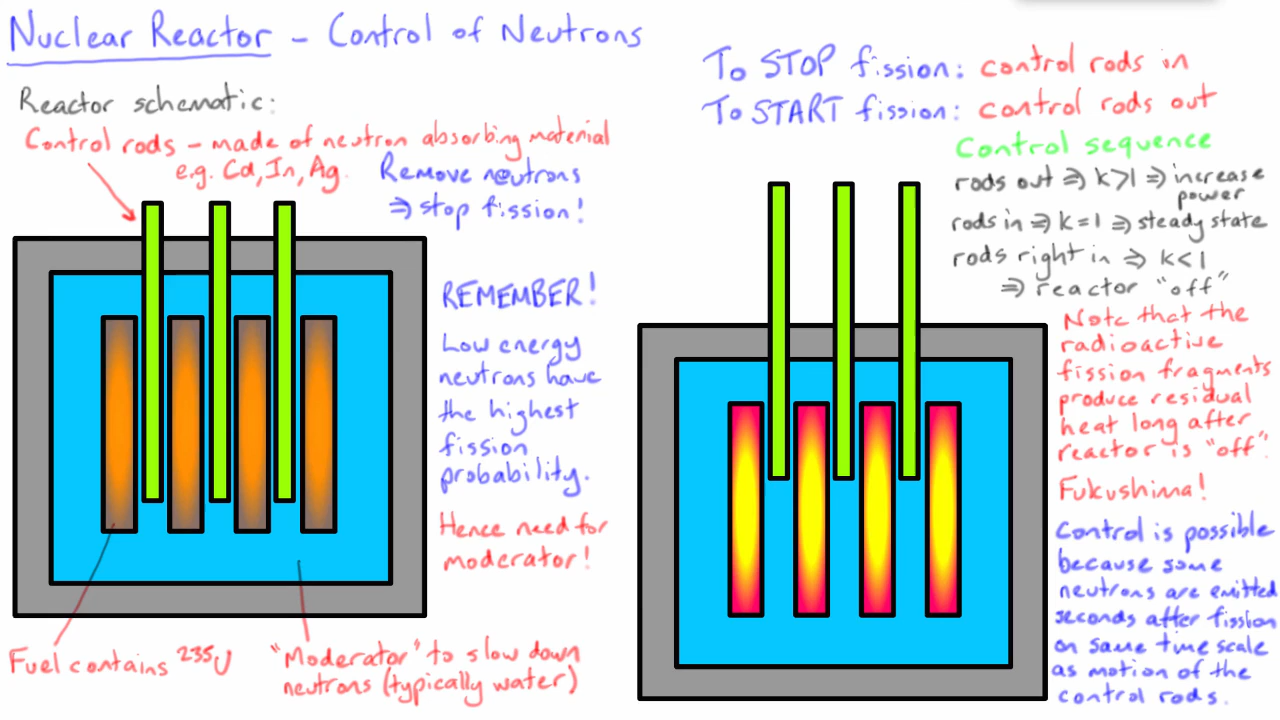 Nuclear Reactor - Control of Neutrons
Reactor schematic:
Control rods - made of neutron absorbing material
e.g. Cd, In, Ag.
Remove neutrons
⇒ stop fission!
REMEMBER!
Low energy
neutrons have
the highest
fission
probability.
Hence need for
moderator!
Fuel contains ²³⁵U
"Moderator" to slow down
neutrons (typically water)
To STOP fission: control rods in
To START fission: control rods out
Control sequence
rods out ⇒ k>1 ⇒ increase
power
rods in ⇒ k=1 ⇒ steady state
rods right in ⇒ k<1
⇒ reactor "off"
Note that the
radioactive
fission fragments
produce residual
heat long after
reactor is "off".
Fukushima!
Control is possible
because some
neutrons are emitted
seconds after fission
on same time scale
as motion of the
control rods.